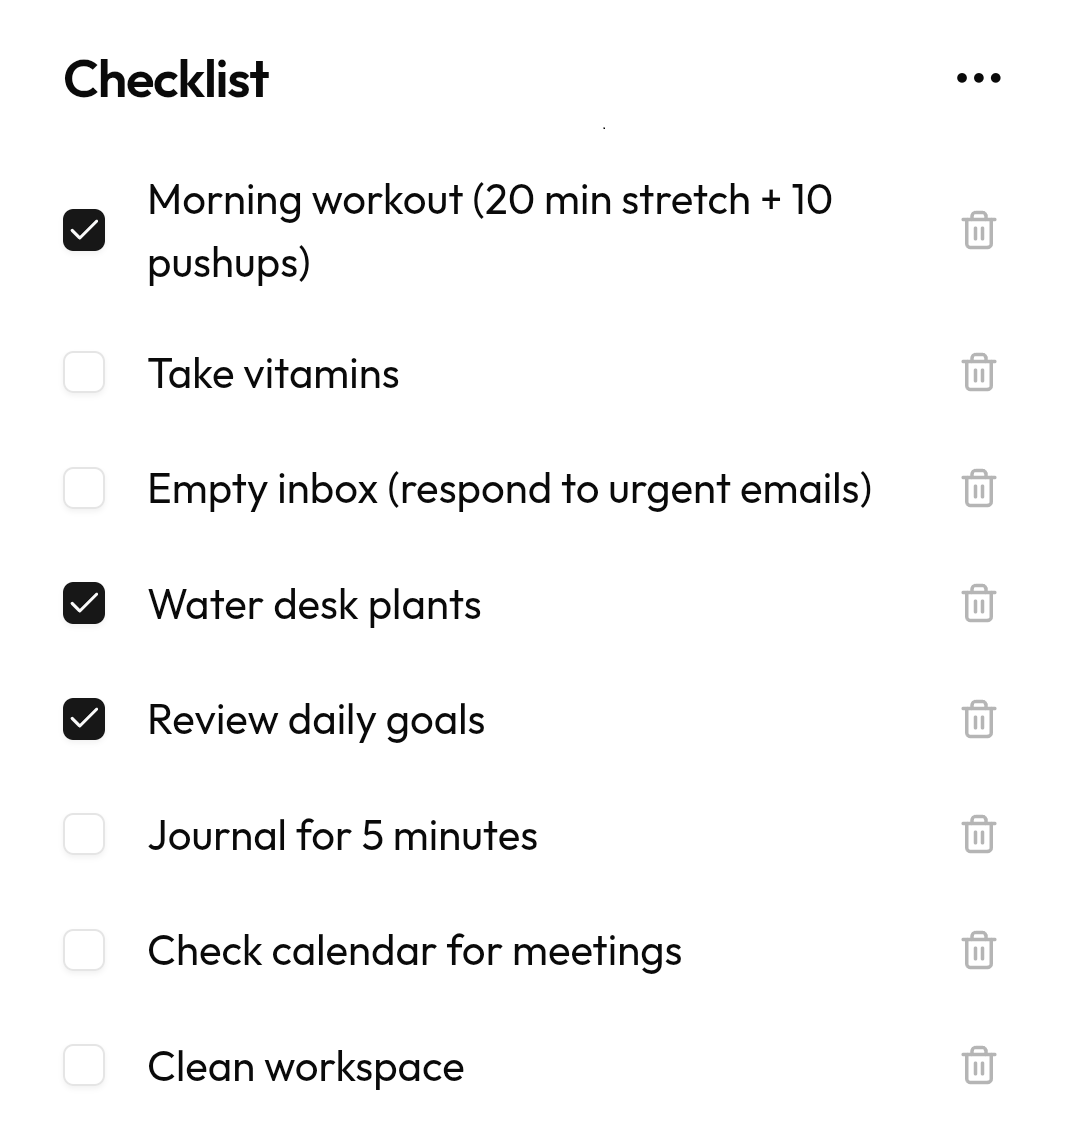 Checklist
Morning workout (20 min stretch + 10
pushups)
Take vitamins
Empty inbox (respond to urgent emails)
Water desk plants
Review daily goals
Journal for 5 minutes
Check calendar for meetings
Clean workspace